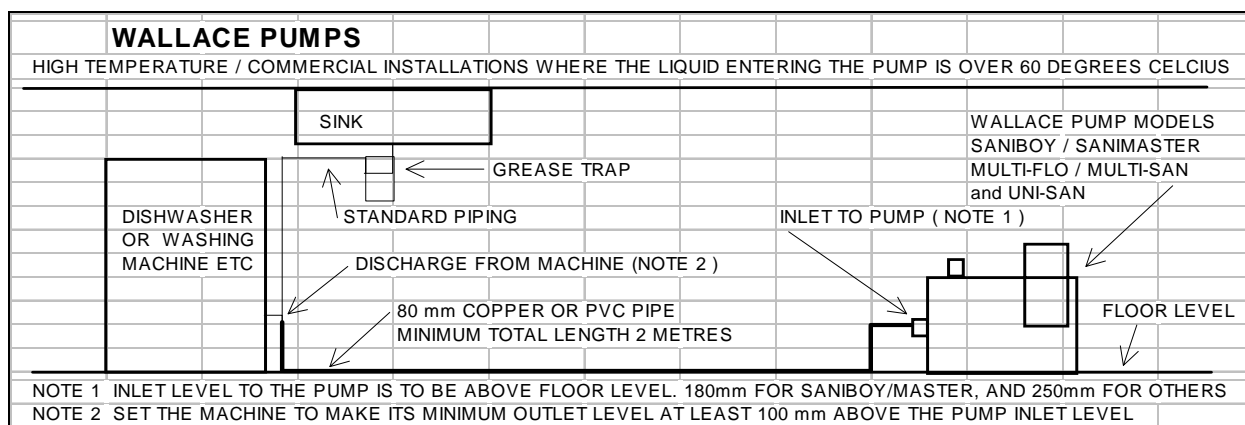 WALLACE PUMPS
HIGH TEMPERATURE / COMMERCIAL INSTALLATIONS WHERE THE LIQUID ENTERING THE PUMP IS OVER 60 DEGREES CELCIUS
SINK
WALLACE PUMP MODELS
SANIBOY / SANIMASTER
MULTI-FLO / MULTI-SAN
and UNI-SAN
GREASE TRAP
DISHWASHER
OR WASHING
MACHINE ETC
STANDARD PIPING
INLET TO PUMP ( NOTE 1 )
DISCHARGE FROM MACHINE (NOTE 2 )
80 mm COPPER OR PVC PIPE
MINIMUM TOTAL LENGTH 2 METRES
FLOOR LEVEL
NOTE 1 INLET LEVEL TO THE PUMP IS TO BE ABOVE FLOOR LEVEL. 180mm FOR SANIBOY/MASTER, AND 250mm FOR OTHERS
NOTE 2 SET THE MACHINE TO MAKE ITS MINIMUM OUTLET LEVEL AT LEAST 100 mm ABOVE THE PUMP INLET LEVEL